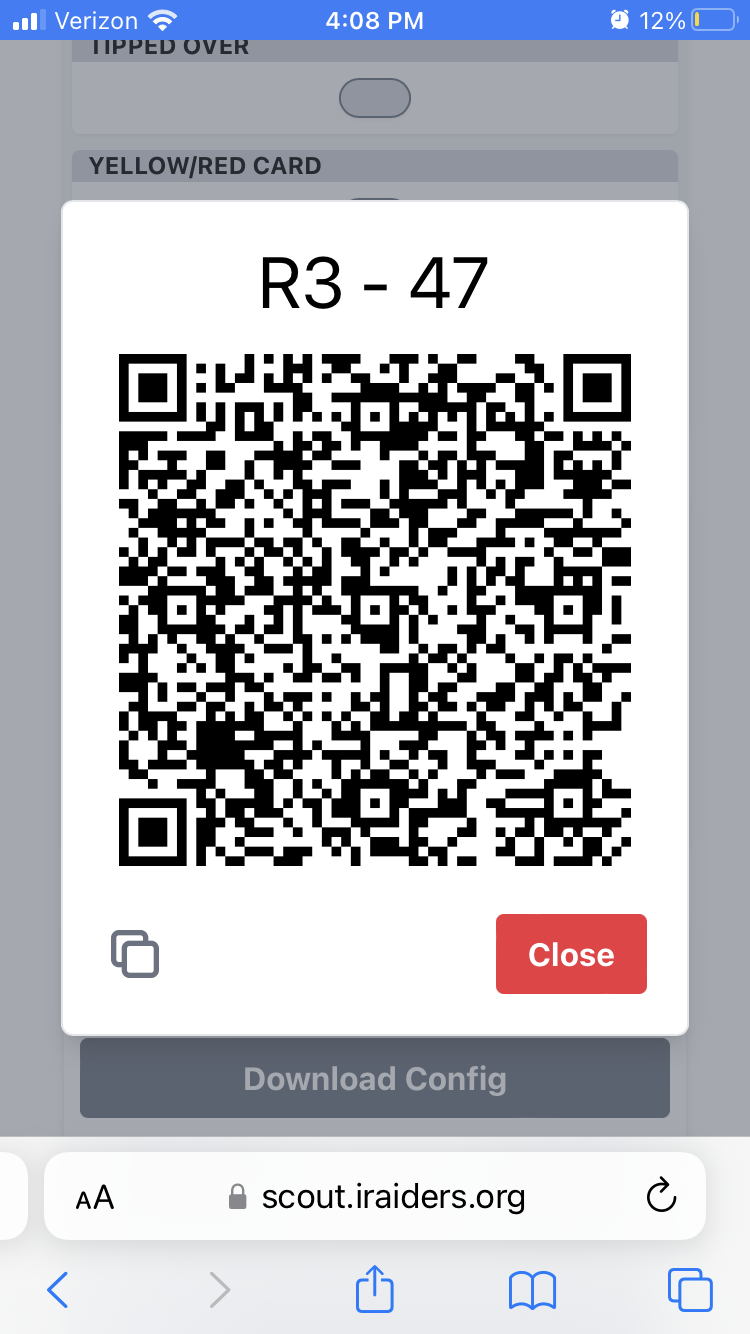 Verizon 4:08 PM 12%
TIPPED OVER
YELLOW/RED CARD
R3 - 47
Close
Download Config
AA scout.iraiders.org